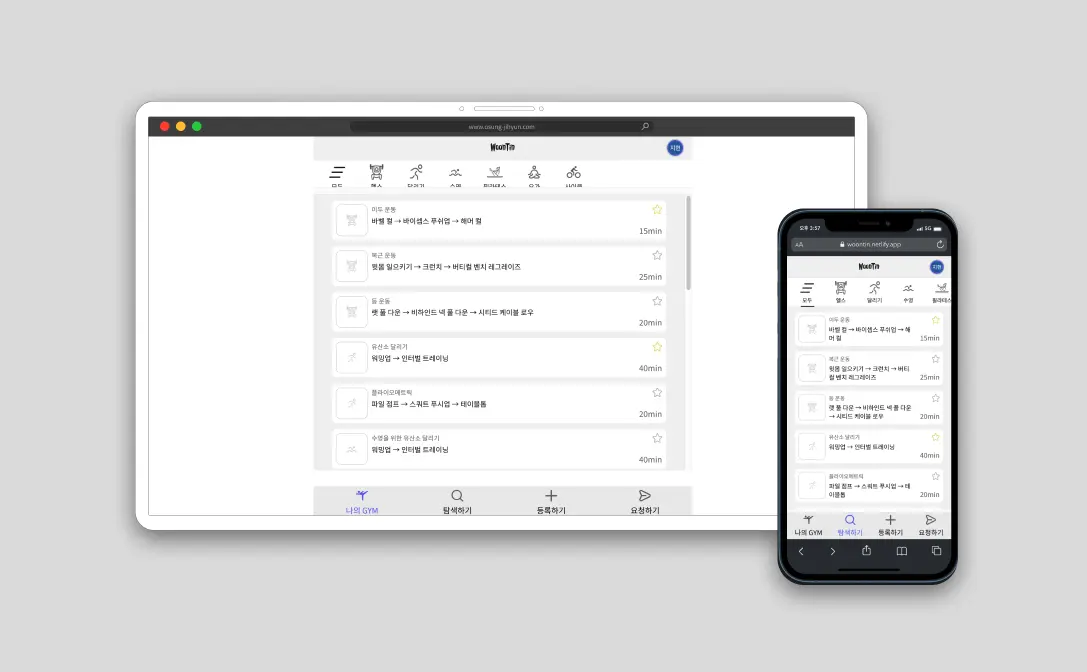 www.usung-jihyun.com
WoonTin
지현
모두 헬스 달리기 수영 필라테스 요가 사이클
이두 운동
바벨 컬 → 바이셉스 푸쉬업 → 해머 컬
15min
복근 운동
윗몸 일으키기 → 크런치 → 버티컬 벤치 레그레이즈
25min
등 운동
랫 풀 다운 → 비하인드 넥 풀 다운 → 시티드 케이블 로우
20min
유산소 달리기
워밍업 → 인터벌 트레이닝
40min
플라이오메트릭
파일 점프 → 스쿼트 푸시업 → 테이블톱
20min
수영을 위한 유산소 달리기
워밍업 → 인터벌 트레이닝
40min
나의 GYM 탐색하기 등록하기 요청하기
오후 3:57 5G
AA woontin.netlify.app
WoonTin
지현
모두 헬스 달리기 수영 필라테스
이두 운동
바벨 컬 → 바이셉스 푸쉬업 → 해
머 컬
15min
복근 운동
윗몸 일으키기 → 크런치 → 버티
컬 벤치 레그레이즈
25min
등 운동
랫 풀 다운 → 비하인드 넥 풀 다운
→ 시티드 케이블 로우
20min
유산소 달리기
워밍업 → 인터벌 트레이닝
40min
플라이오메트릭
파일 점프 → 스쿼트 푸시업 → 테
이블톱
20min
나의 GYM 탐색하기 등록하기 요청하기